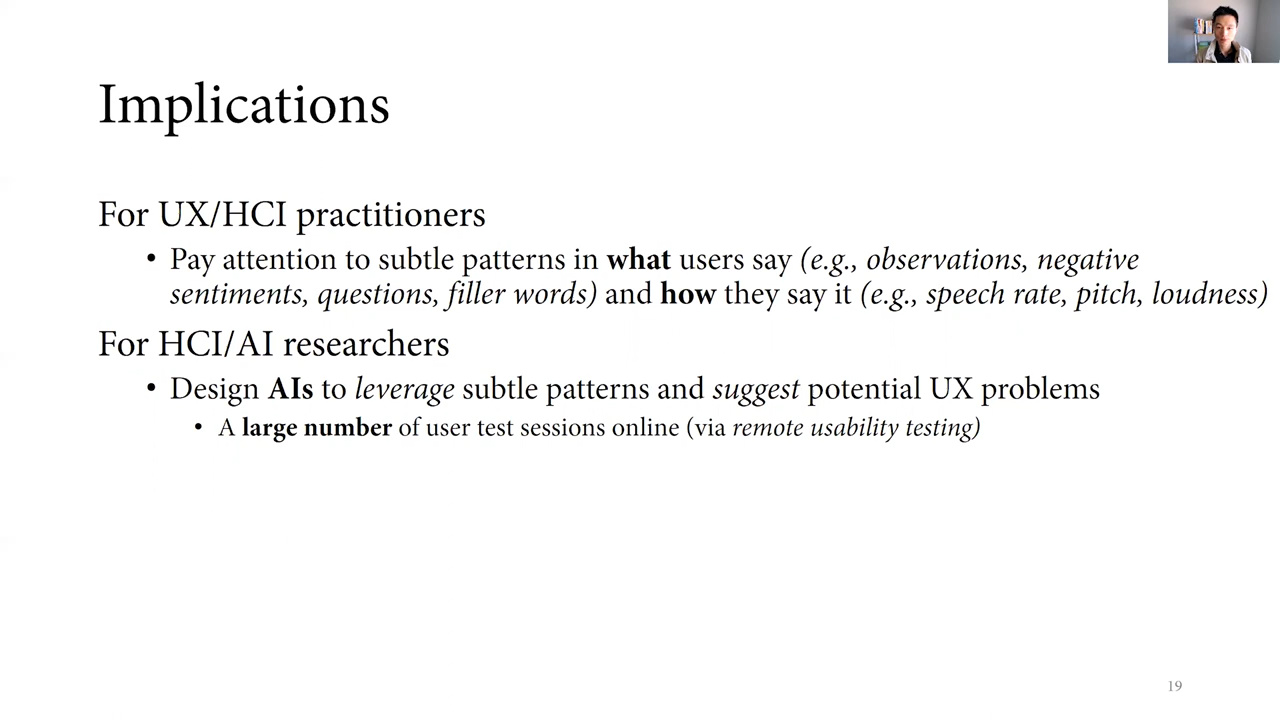 Implications
For UX/HCI practitioners
• Pay attention to subtle patterns in what users say (e.g., observations, negative
sentiments, questions, filler words) and how they say it (e.g., speech rate, pitch, loudness)
For HCI/AI researchers
• Design AIs to leverage subtle patterns and suggest potential UX problems
• A large number of user test sessions online (via remote usability testing)
19